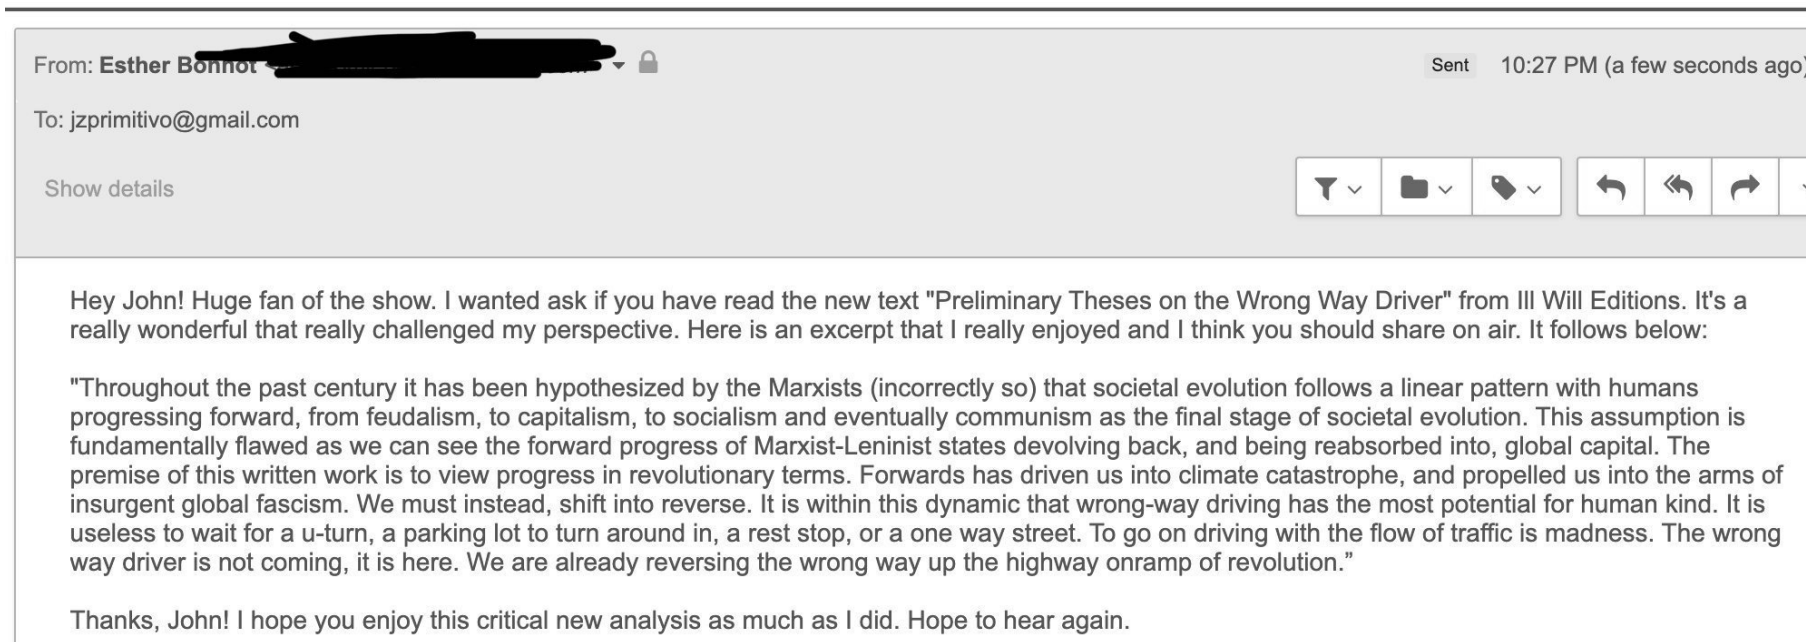 From: Esther Bonnot
Sent 10:27 PM (a few seconds ago)
To: jzprimitivo@gmail.com
Show details
Hey John! Huge fan of the show. I wanted ask if you have read the new text "Preliminary Theses on the Wrong Way Driver" from Ill Will Editions. It's a
really wonderful that really challenged my perspective. Here is an excerpt that I really enjoyed and I think you should share on air. It follows below:
"Throughout the past century it has been hypothesized by the Marxists (incorrectly so) that societal evolution follows a linear pattern with humans
progressing forward, from feudalism, to capitalism, to socialism and eventually communism as the final stage of societal evolution. This assumption is
fundamentally flawed as we can see the forward progress of Marxist-Leninist states devolving back, and being reabsorbed into, global capital. The
premise of this written work is to view progress in revolutionary terms. Forwards has driven us into climate catastrophe, and propelled us into the arms of
insurgent global fascism. We must instead, shift into reverse. It is within this dynamic that wrong-way driving has the most potential for human kind. It is
useless to wait for a u-turn, a parking lot to turn around in, a rest stop, or a one way street. To go on driving with the flow of traffic is madness. The wrong
way driver is not coming, it is here. We are already reversing the wrong way up the highway onramp of revolution.”
Thanks, John! I hope you enjoy this critical new analysis as much as I did. Hope to hear again.